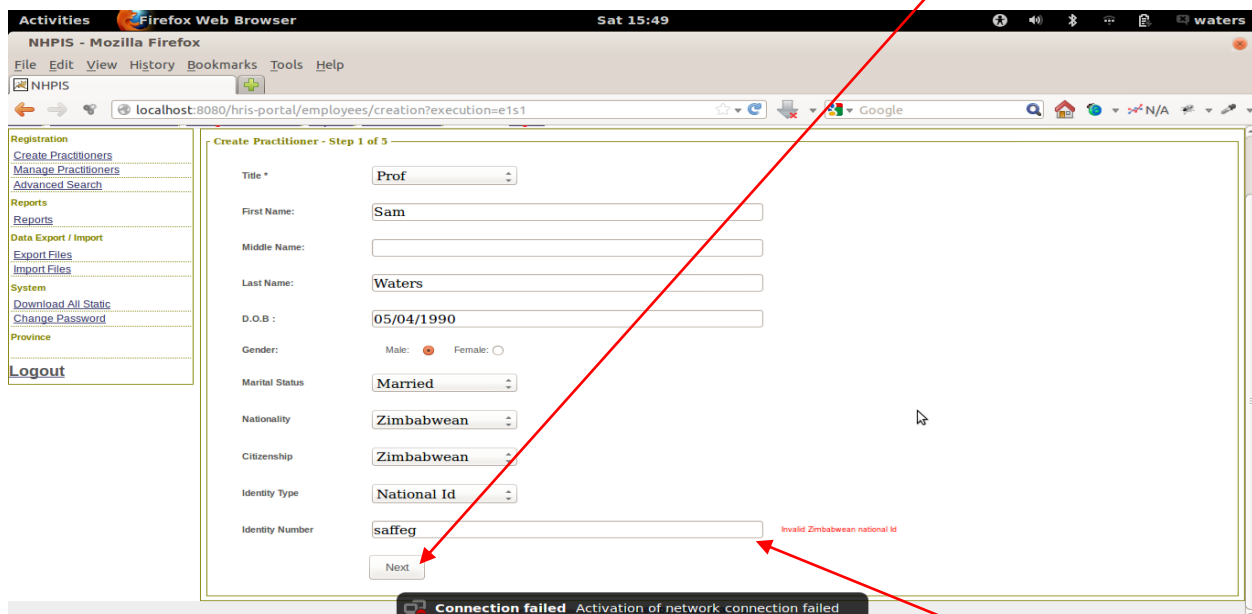 Activities Firefox Web Browser Sat 15:49 waters
NHPIS - Mozilla Firefox
File Edit View History Bookmarks Tools Help
NHPIS
localhost:8080/hris-portal/employees/creation?execution=e1s1 Google N/A
Registration
Create Practitioners
Manage Practitioners
Advanced Search
Reports
Reports
Data Export / Import
Export Files
Import Files
System
Download All Static
Change Password
Province
Logout
Create Practitioner - Step 1 of 5
Title * Prof
First Name: Sam
Middle Name:
Last Name: Waters
D.O.B : 05/04/1990
Gender: Male: Female:
Marital Status Married
Nationality Zimbabwean
Citizenship Zimbabwean
Identity Type National Id
Identity Number saffeg Invalid Zimbabwean national Id
Next
Connection failed Activation of network connection failed